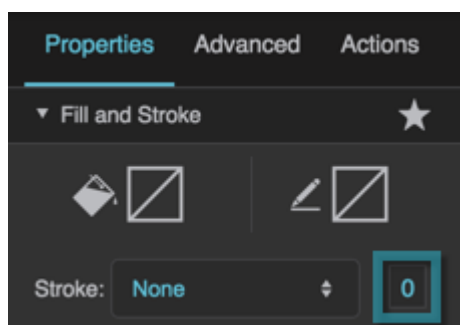 Properties Advanced Actions
Fill and Stroke
Stroke: None 0